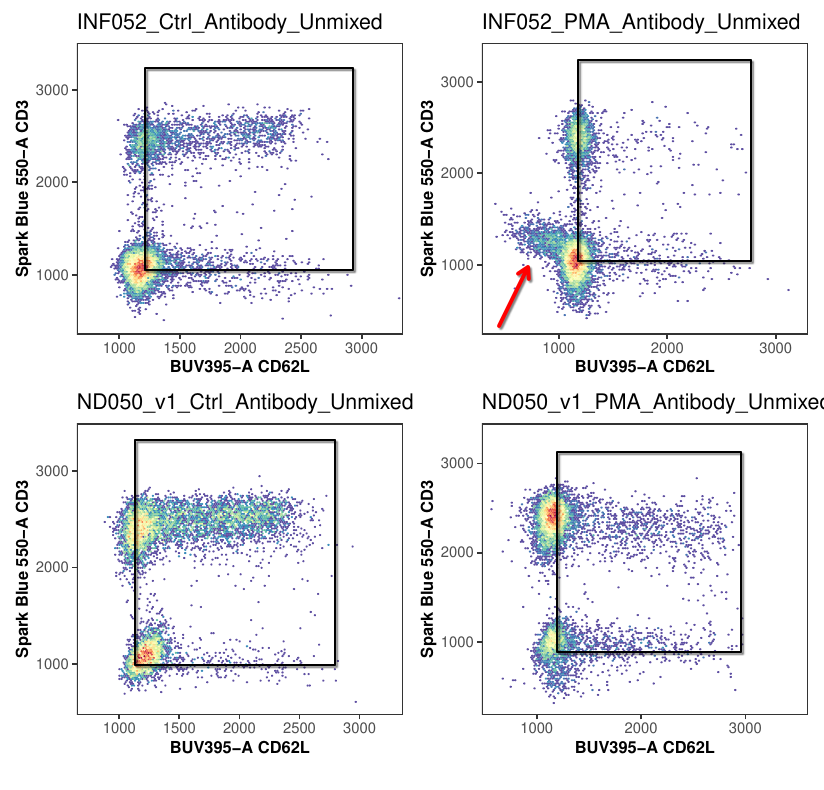 INF052_Ctrl_Antibody_Unmixed
Spark Blue 550−A CD3
3000
2000
1000
1000 1500 2000 2500 3000
BUV395−A CD62L
INF052_PMA_Antibody_Unmixed
Spark Blue 550−A CD3
3000
2000
1000
1000 2000 3000
BUV395−A CD62L
ND050_v1_Ctrl_Antibody_Unmixed
Spark Blue 550−A CD3
3000
2000
1000
1000 1500 2000 2500 3000
BUV395−A CD62L
ND050_v1_PMA_Antibody_Unmixed
Spark Blue 550−A CD3
3000
2000
1000
1000 2000 3000
BUV395−A CD62L